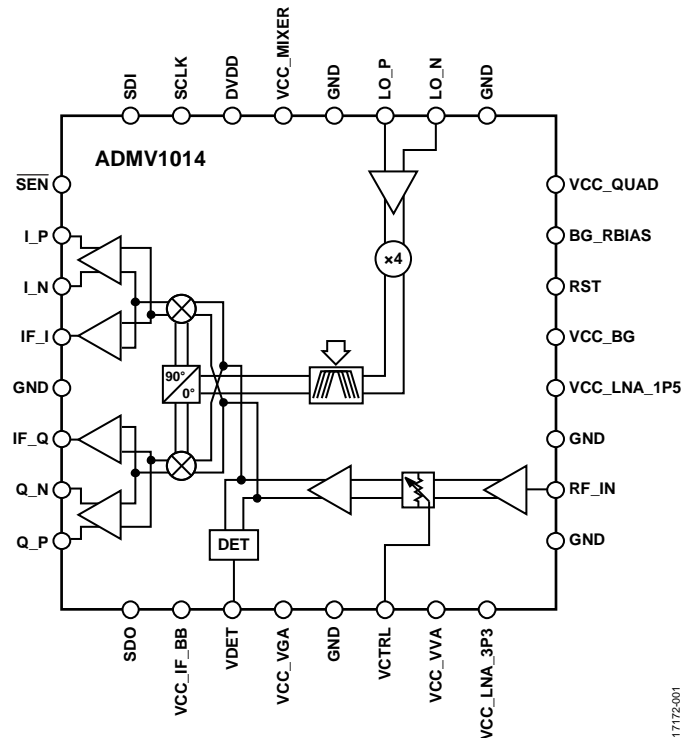 SDI
SCLK
DVDD
VCC_MIXER
GND
LO_P
LO_N
GND
ADMV1014
SEN
I_P
I_N
IF_I
GND
IF_Q
Q_N
Q_P
VCC_QUAD
BG_RBIAS
RST
VCC_BG
VCC_LNA_1P5
GND
RF_IN
GND
×4
90°
0°
DET
SDO
VCC_IF_BB
VDET
VCC_VGA
GND
VCTRL
VCC_VVA
VCC_LNA_3P3
17172-001